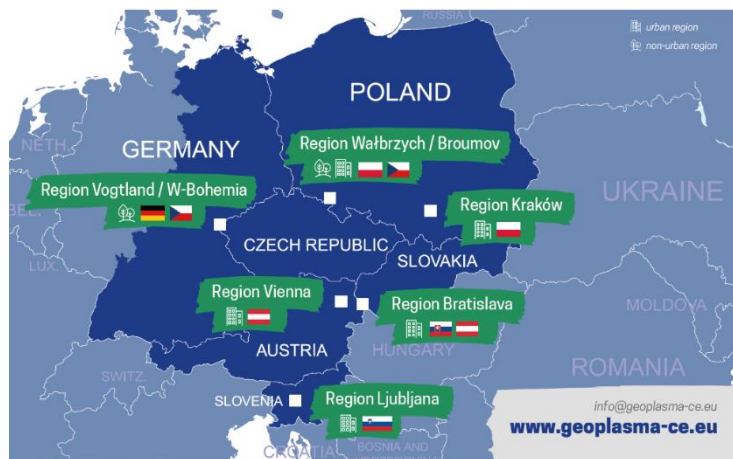 RUSSIA
urban region
non-urban region
POLAND
NETH.
GERMANY
Region Wałbrzych / Broumov
Region Vogtland / W-Bohemia
UKRAINE
BEL.
Region Kraków
CZECH REPUBLIC
LUX.
SLOVAKIA
Region Vienna
Region Bratislava
MOLDOVA
AUSTRIA
HUNGARY
SWITZ.
ROMANIA
SLOVENIA
Region Ljubljana
info@geoplasma-ce.eu
www.geoplasma-ce.eu
CROATIA
BOSNIA AND